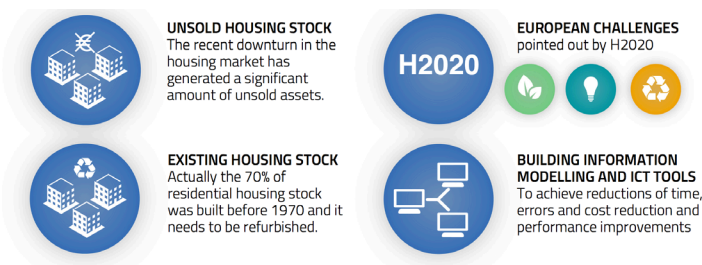 UNSOLD HOUSING STOCK
The recent downturn in the
housing market has
generated a significant
amount of unsold assets.
H2020
EUROPEAN CHALLENGES
pointed out by H2020
EXISTING HOUSING STOCK
Actually the 70% of
residential housing stock
was built before 1970 and it
needs to be refurbished.
BUILDING INFORMATION
MODELLING AND ICT TOOLS
To achieve reductions of time,
errors and cost reduction and
performance improvements